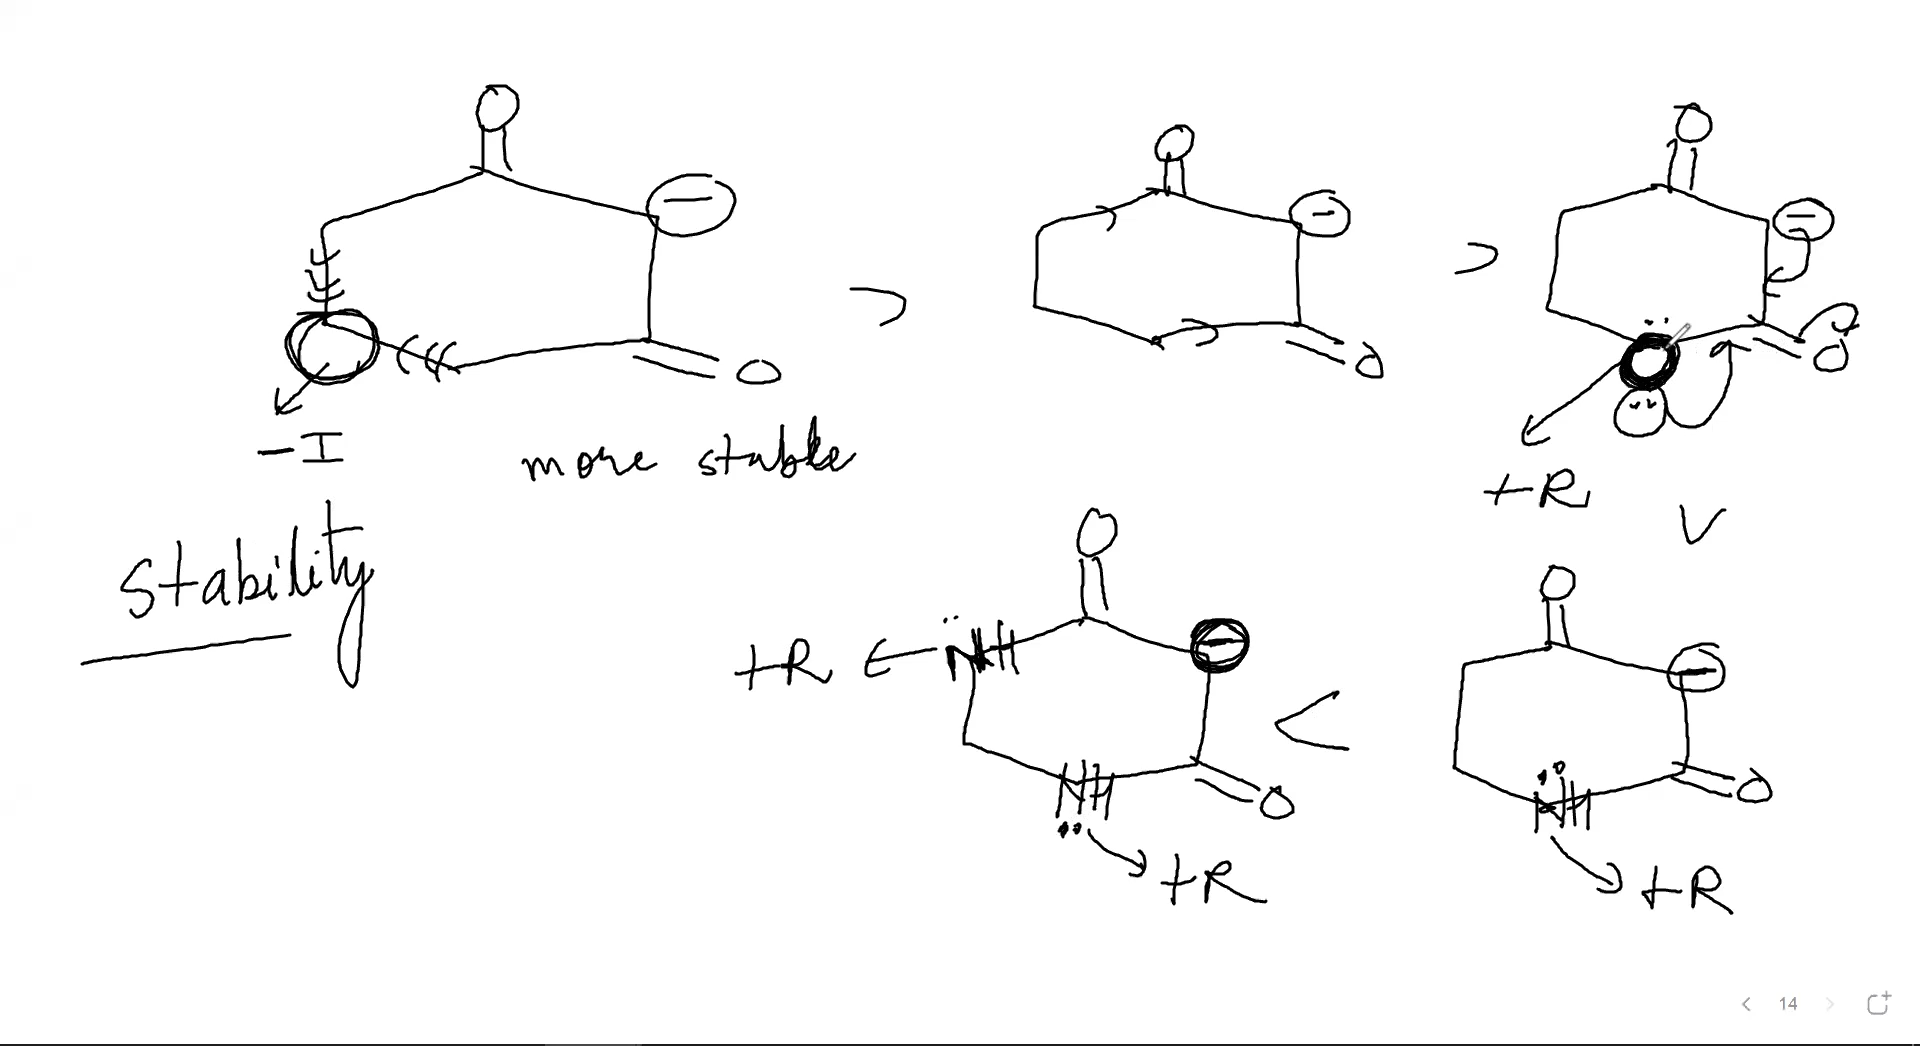 O
⊖
O
-I
more stable
>
O
⊖
O
>
O
⊖
O
+R
Stability
O
+R
NH
⊖
NH
O
+R
<
V
O
⊖
NH
O
+R
14